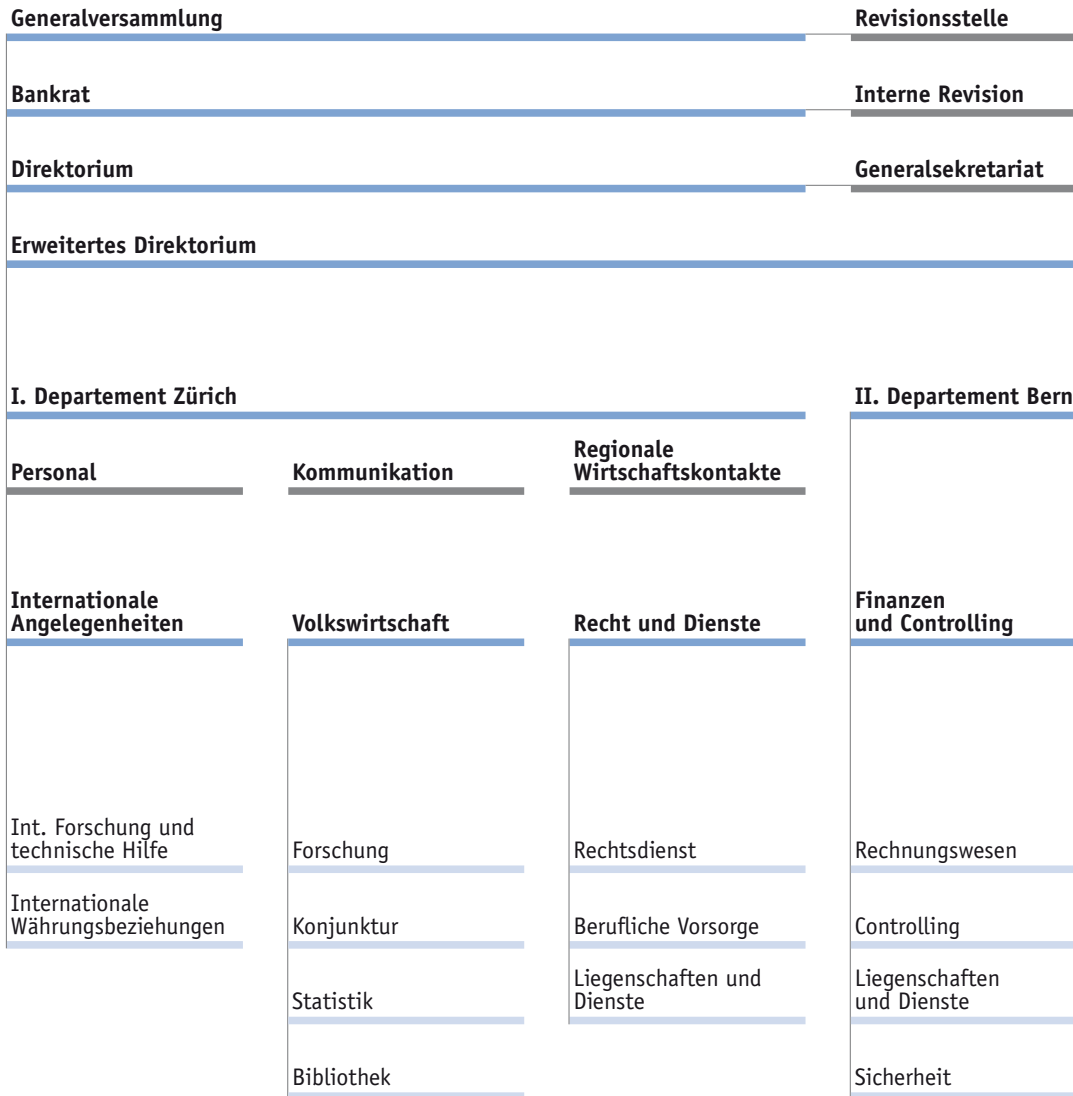 Generalversammlung
Revisionsstelle
Bankrat
Interne Revision
Direktorium
Generalsekretariat
Erweitertes Direktorium
I. Departement Zürich
II. Departement Bern
Personal
Kommunikation
Regionale
Wirtschaftskontakte
Internationale
Angelegenheiten
Volkswirtschaft
Recht und Dienste
Finanzen
und Controlling
Int. Forschung und
technische Hilfe
Forschung
Rechtsdienst
Rechnungswesen
Internationale
Währungsbeziehungen
Konjunktur
Berufliche Vorsorge
Controlling
Statistik
Liegenschaften und
Dienste
Liegenschaften
und Dienste
Bibliothek
Sicherheit